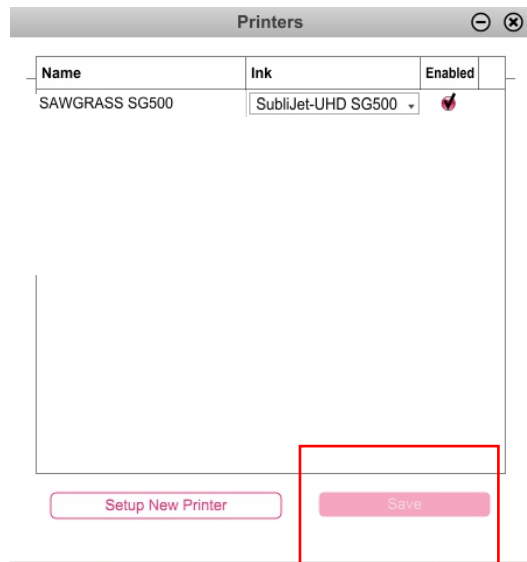 Printers
Name Ink Enabled
SAWGRASS SG500 SubliJet-UHD SG500
Setup New Printer Save